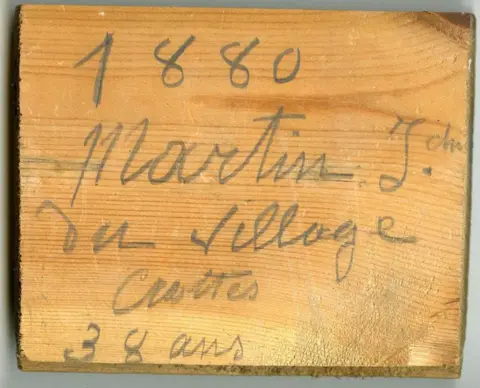 1880
Martin J.
du village
Crottes
38 ans